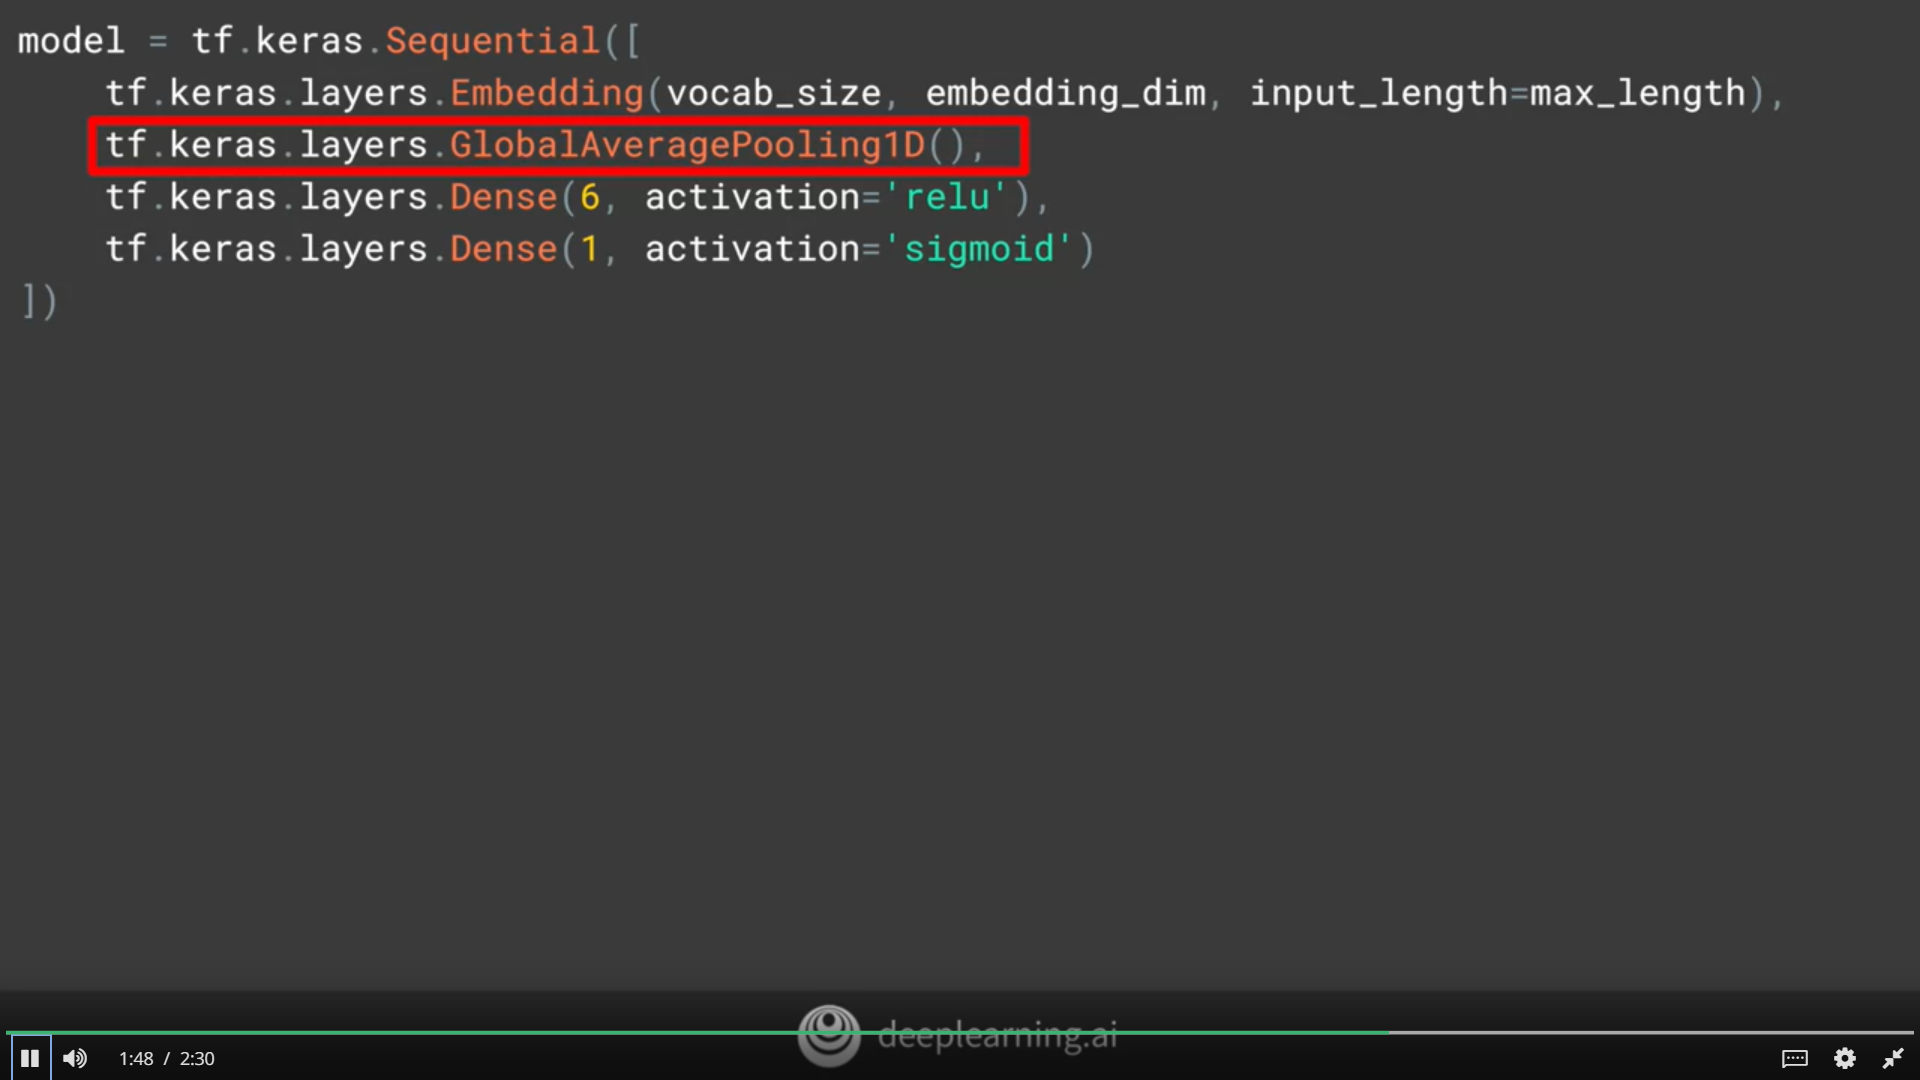 model = tf.keras.Sequential([
    tf.keras.layers.Embedding(vocab_size, embedding_dim, input_length=max_length),
    tf.keras.layers.GlobalAveragePooling1D(),
    tf.keras.layers.Dense(6, activation='relu'),
    tf.keras.layers.Dense(1, activation='sigmoid')
])
deeplearning.ai
1:48 / 2:30